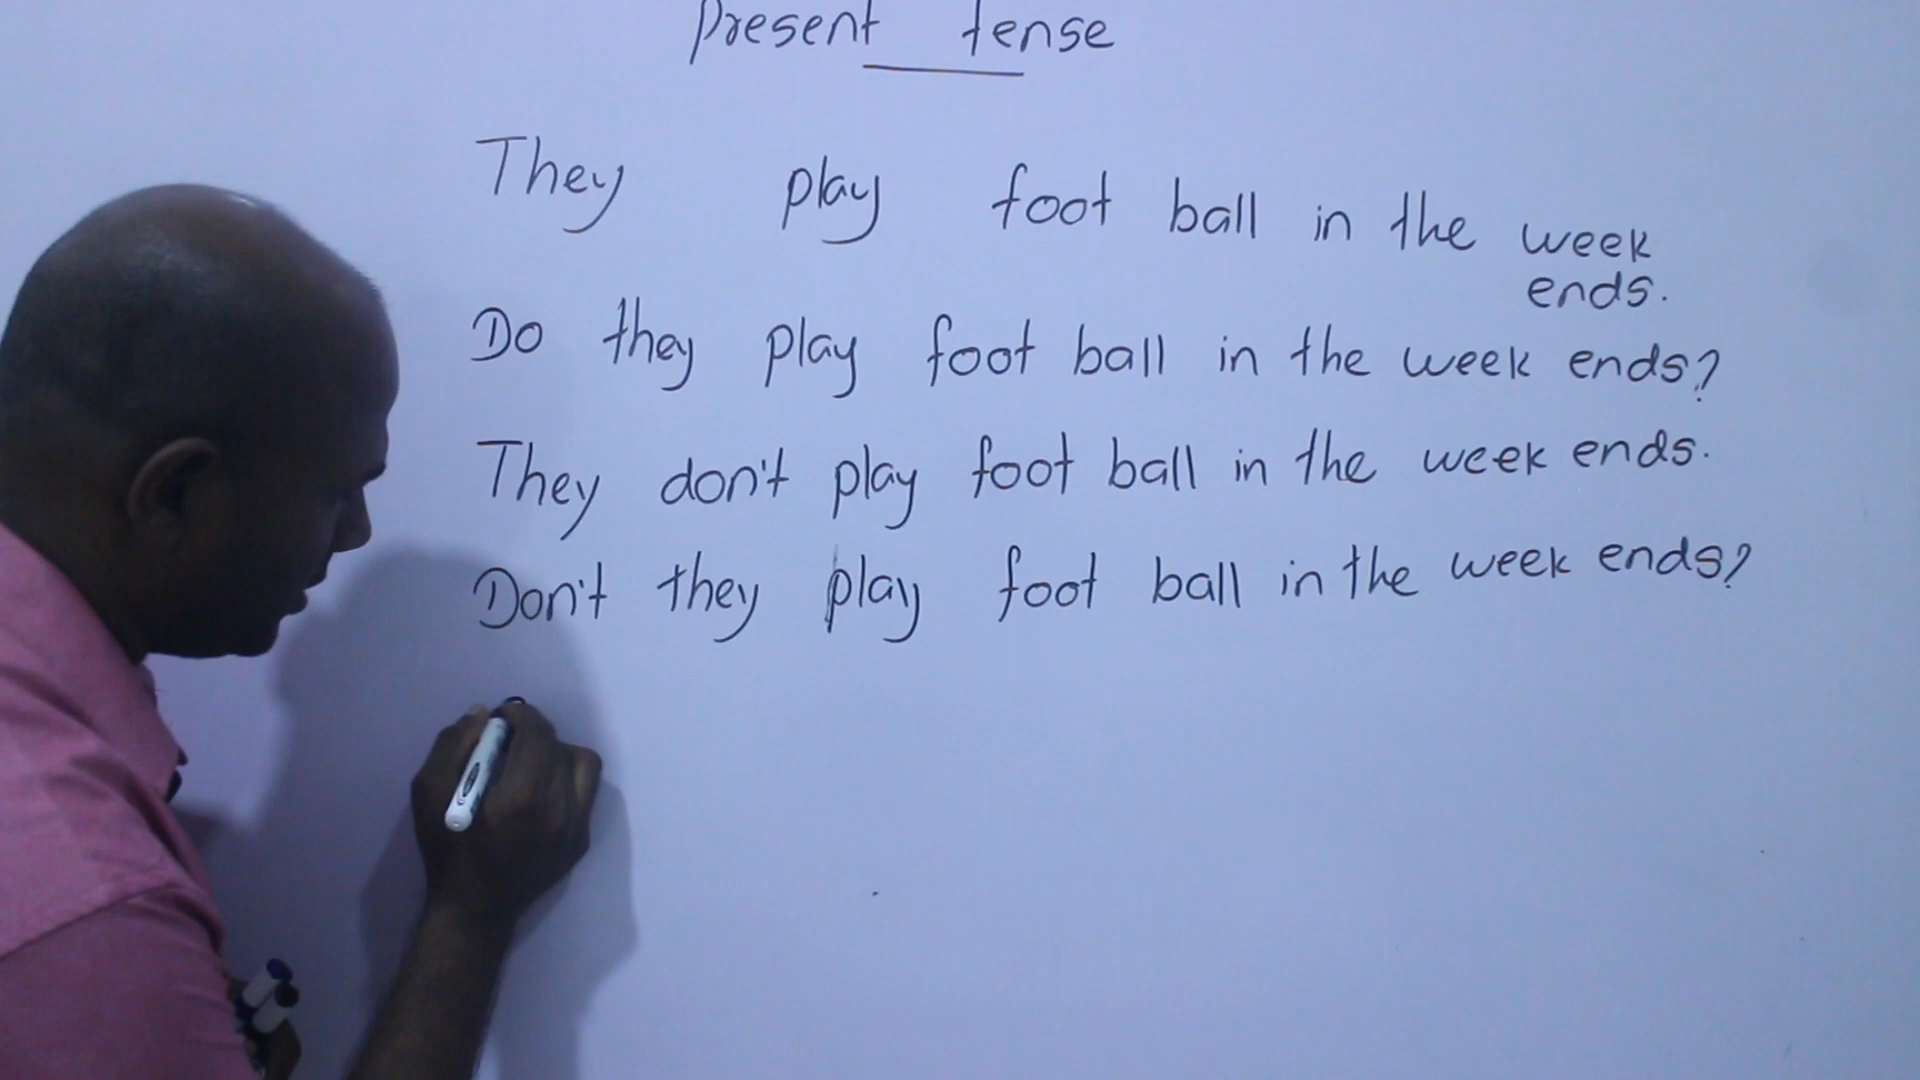 Present tense
They play foot ball in the week
ends.
Do they play foot ball in the week ends?
They don't play foot ball in the week ends.
Don't they play foot ball in the week ends?